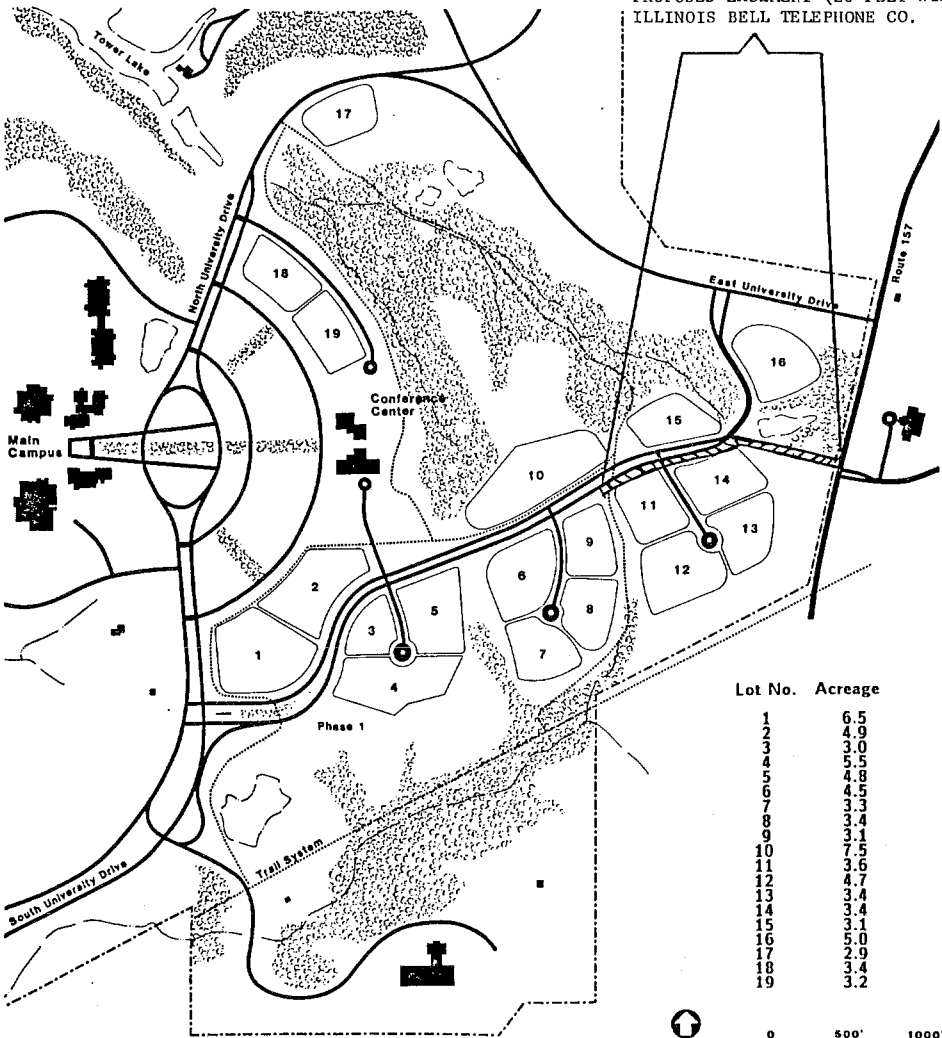 ILLINOIS BELL TELEPHONE CO.
Tower Lake
17
North University Drive
Route 157
East University Drive
18
19
16
Conference
Center
Main
Campus
15
10
14
11
13
9
12
6
2
5
8
3
1
7
4
Phase 1
Trail System
South University Drive
Lot No. Acreage
1 6.5
2 4.9
3 3.0
4 5.5
5 4.8
6 4.5
7 3.3
8 3.4
9 3.1
10 7.5
11 3.6
12 4.7
13 3.4
14 3.4
15 3.1
16 5.0
17 2.9
18 3.4
19 3.2
0 500' 1000'